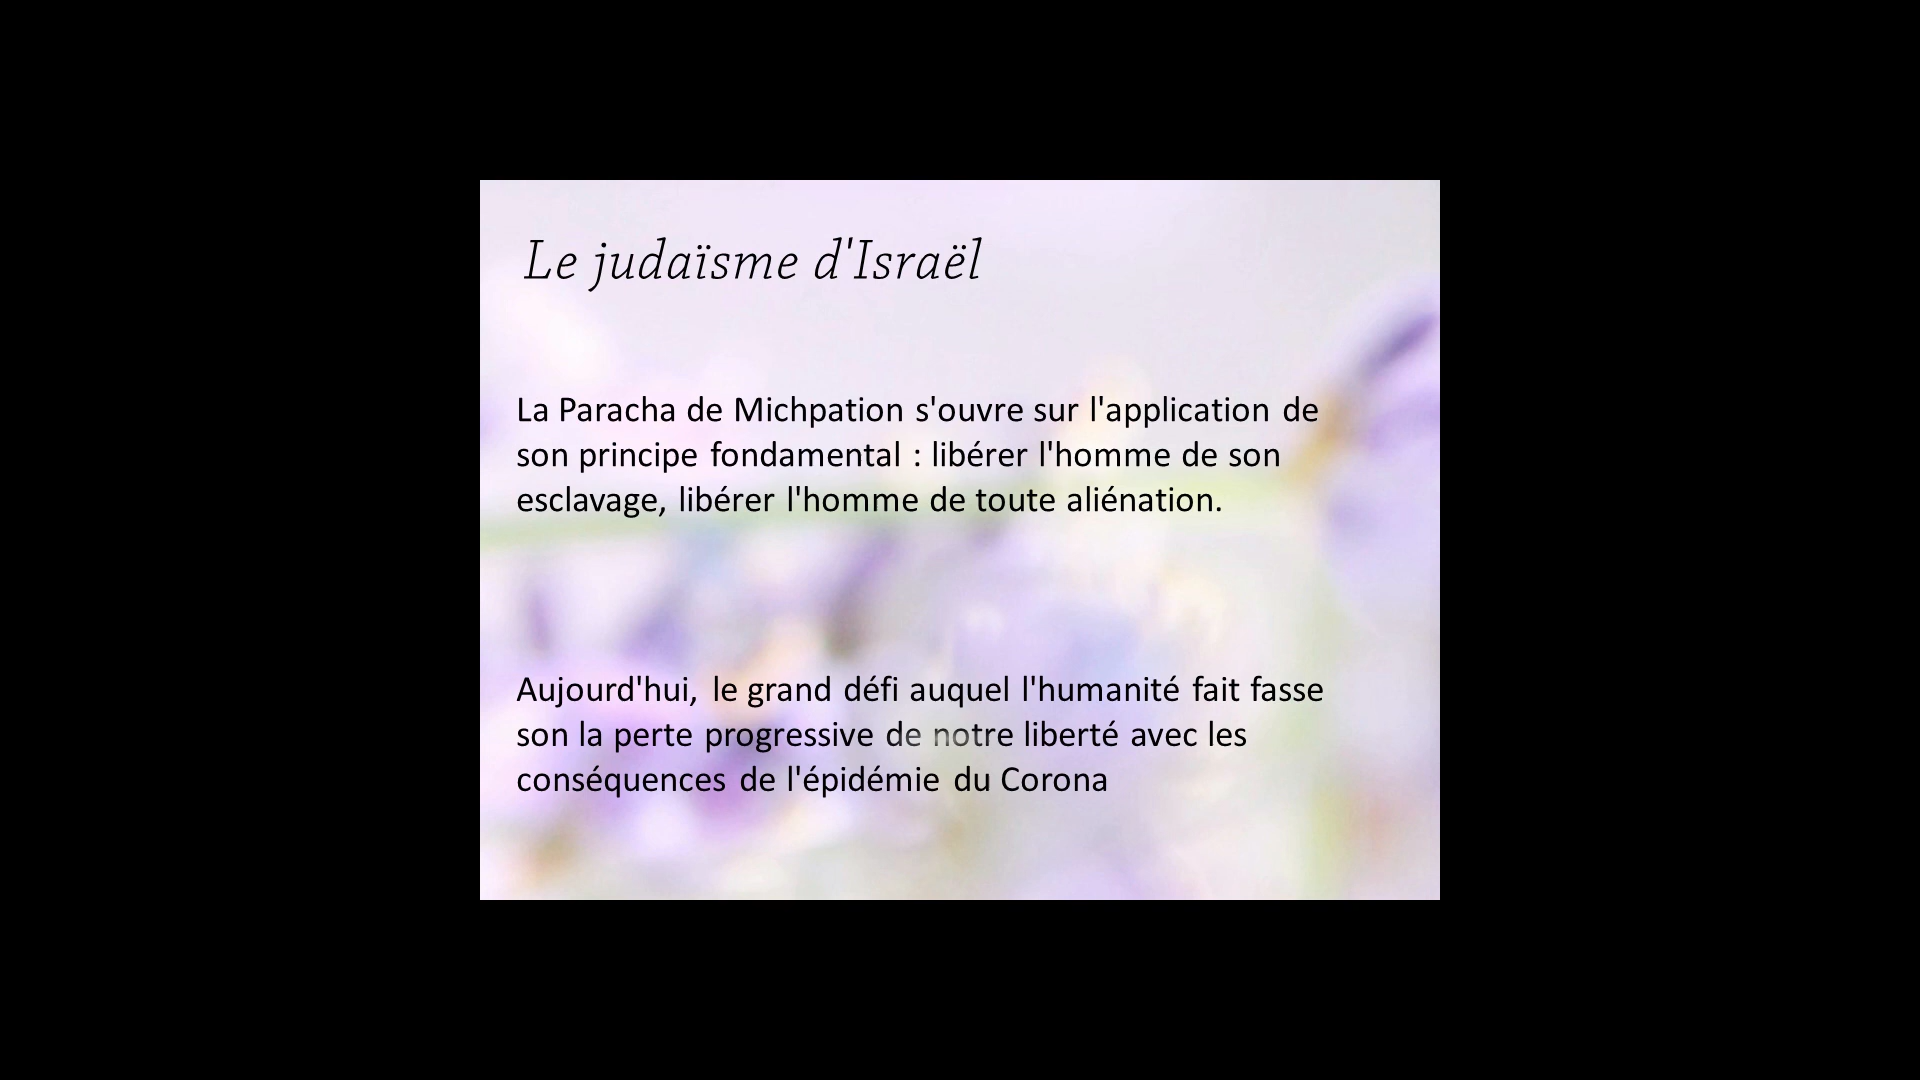 Le judaïsme d'Israël
La Paracha de Michpation s'ouvre sur l'application de
son principe fondamental : libérer l'homme de son
esclavage, libérer l'homme de toute aliénation.
Aujourd'hui, le grand défi auquel l'humanité fait fasse
son la perte progressive de notre liberté avec les
conséquences de l'épidémie du Corona